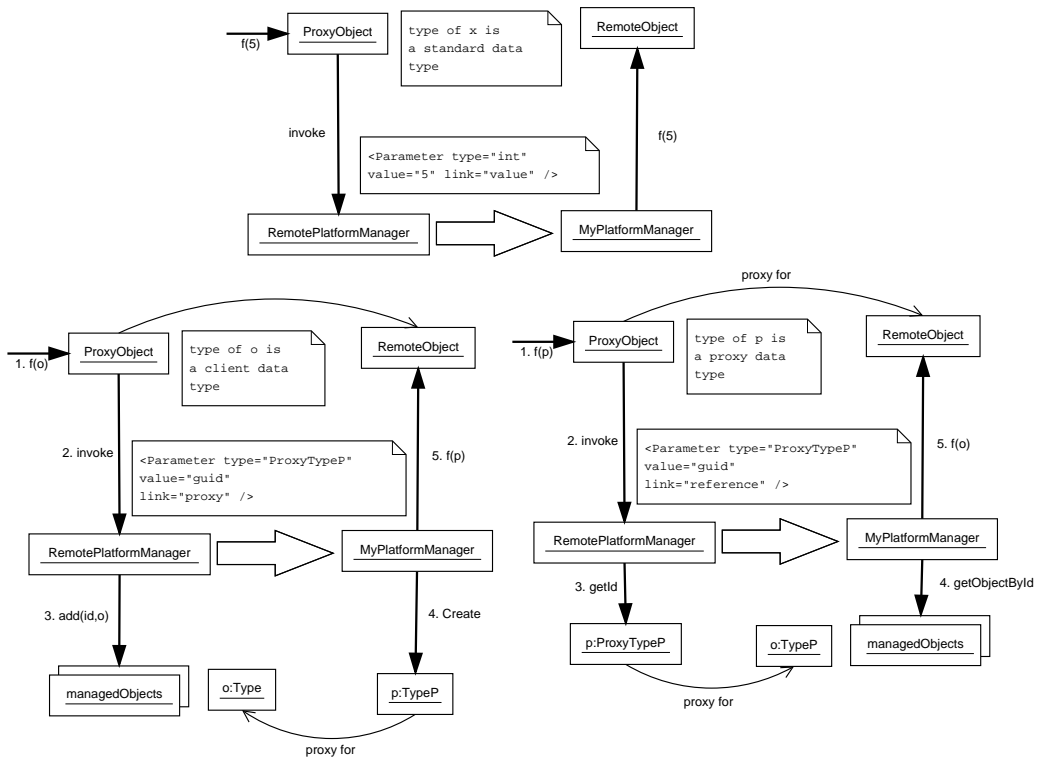 ProxyObject
f(5)
type of x is
a standard data
type
RemoteObject
invoke
f(5)
<Parameter type="int"
value="5" link="value" />
RemotePlatformManager
MyPlatformManager
ProxyObject
1. f(o)
type of o is
a client data
type
RemoteObject
2. invoke
5. f(p)
<Parameter type="ProxyTypeP"
value="guid"
link="proxy" />
RemotePlatformManager
MyPlatformManager
3. add(id,o)
4. Create
managedObjects
o:Type
p:TypeP
proxy for
proxy for
ProxyObject
1. f(p)
type of p is
a proxy data
type
RemoteObject
2. invoke
5. f(o)
<Parameter type="ProxyTypeP"
value="guid"
link="reference" />
RemotePlatformManager
MyPlatformManager
3. getId
4. getObjectById
p:ProxyTypeP
o:TypeP
managedObjects
proxy for